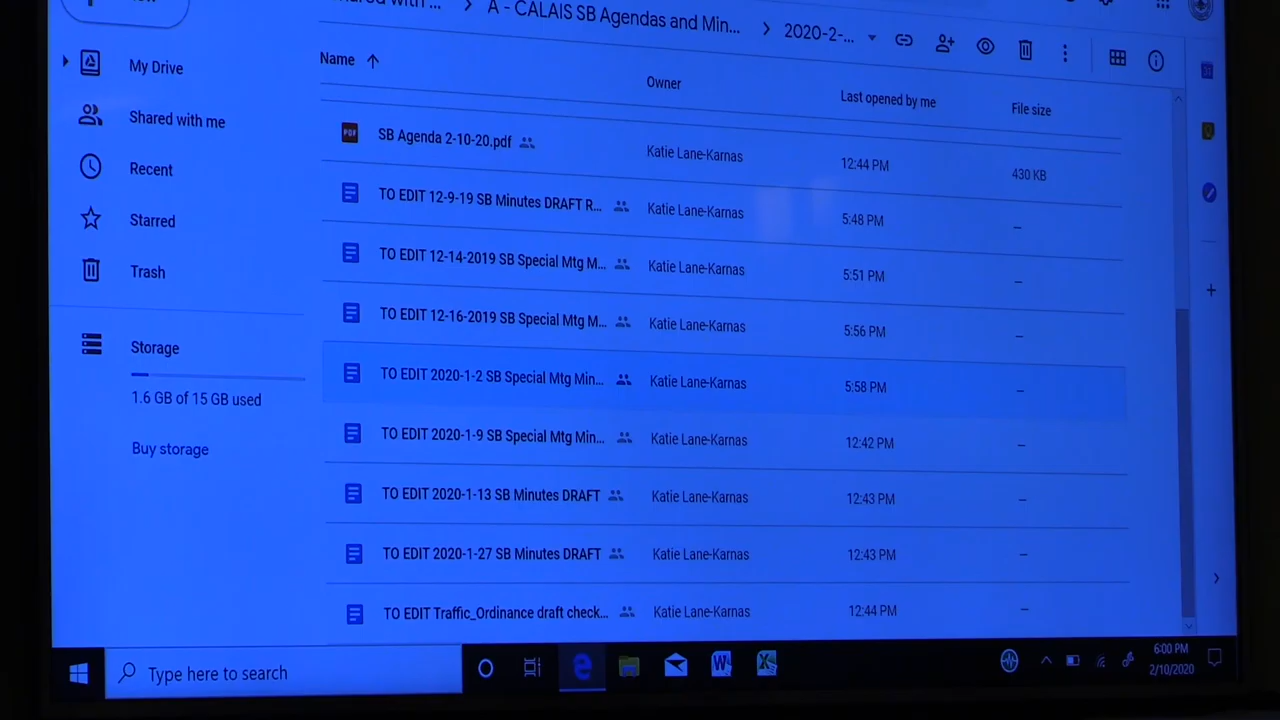 A - CALAIS SB Agendas and Min... 2020-2-...
Name Owner Last opened by me File size
My Drive
Shared with me
Recent
Starred
Trash
Storage
1.6 GB of 15 GB used
Buy storage
PDF SB Agenda 2-10-20.pdf Katie Lane-Karnas 12:44 PM 430 KB
TO EDIT 12-9-19 SB Minutes DRAFT R... Katie Lane-Karnas 5:48 PM –
TO EDIT 12-14-2019 SB Special Mtg M... Katie Lane-Karnas 5:51 PM –
TO EDIT 12-16-2019 SB Special Mtg M... Katie Lane-Karnas 5:56 PM –
TO EDIT 2020-1-2 SB Special Mtg Min... Katie Lane-Karnas 5:58 PM –
TO EDIT 2020-1-9 SB Special Mtg Min... Katie Lane-Karnas 12:42 PM –
TO EDIT 2020-1-13 SB Minutes DRAFT Katie Lane-Karnas 12:43 PM –
TO EDIT 2020-1-27 SB Minutes DRAFT Katie Lane-Karnas 12:43 PM –
TO EDIT Traffic_Ordinance draft check... Katie Lane-Karnas 12:44 PM –
Type here to search
6:00 PM
2/10/2020